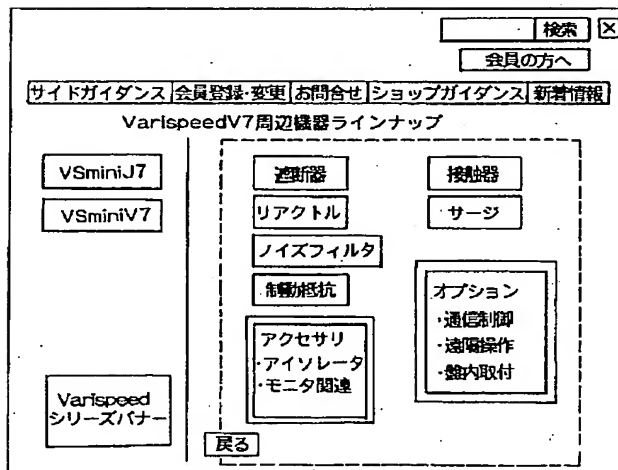 検索 ×
会員の方へ
サイドガイダンス 会員登録・変更 お問合せ ショップガイダンス 新着情報
VarispeedV7周辺機器ラインナップ
VSminiJ7
VSminiV7
Varispeed
シリーズバナー
遮断器 接触器
リアクトル サージ
ノイズフィルタ
制動抵抗
アクセサリ
・アイソレータ
・モニタ関連
オプション
・通信制御
・遠隔操作
・盤内取付
戻る